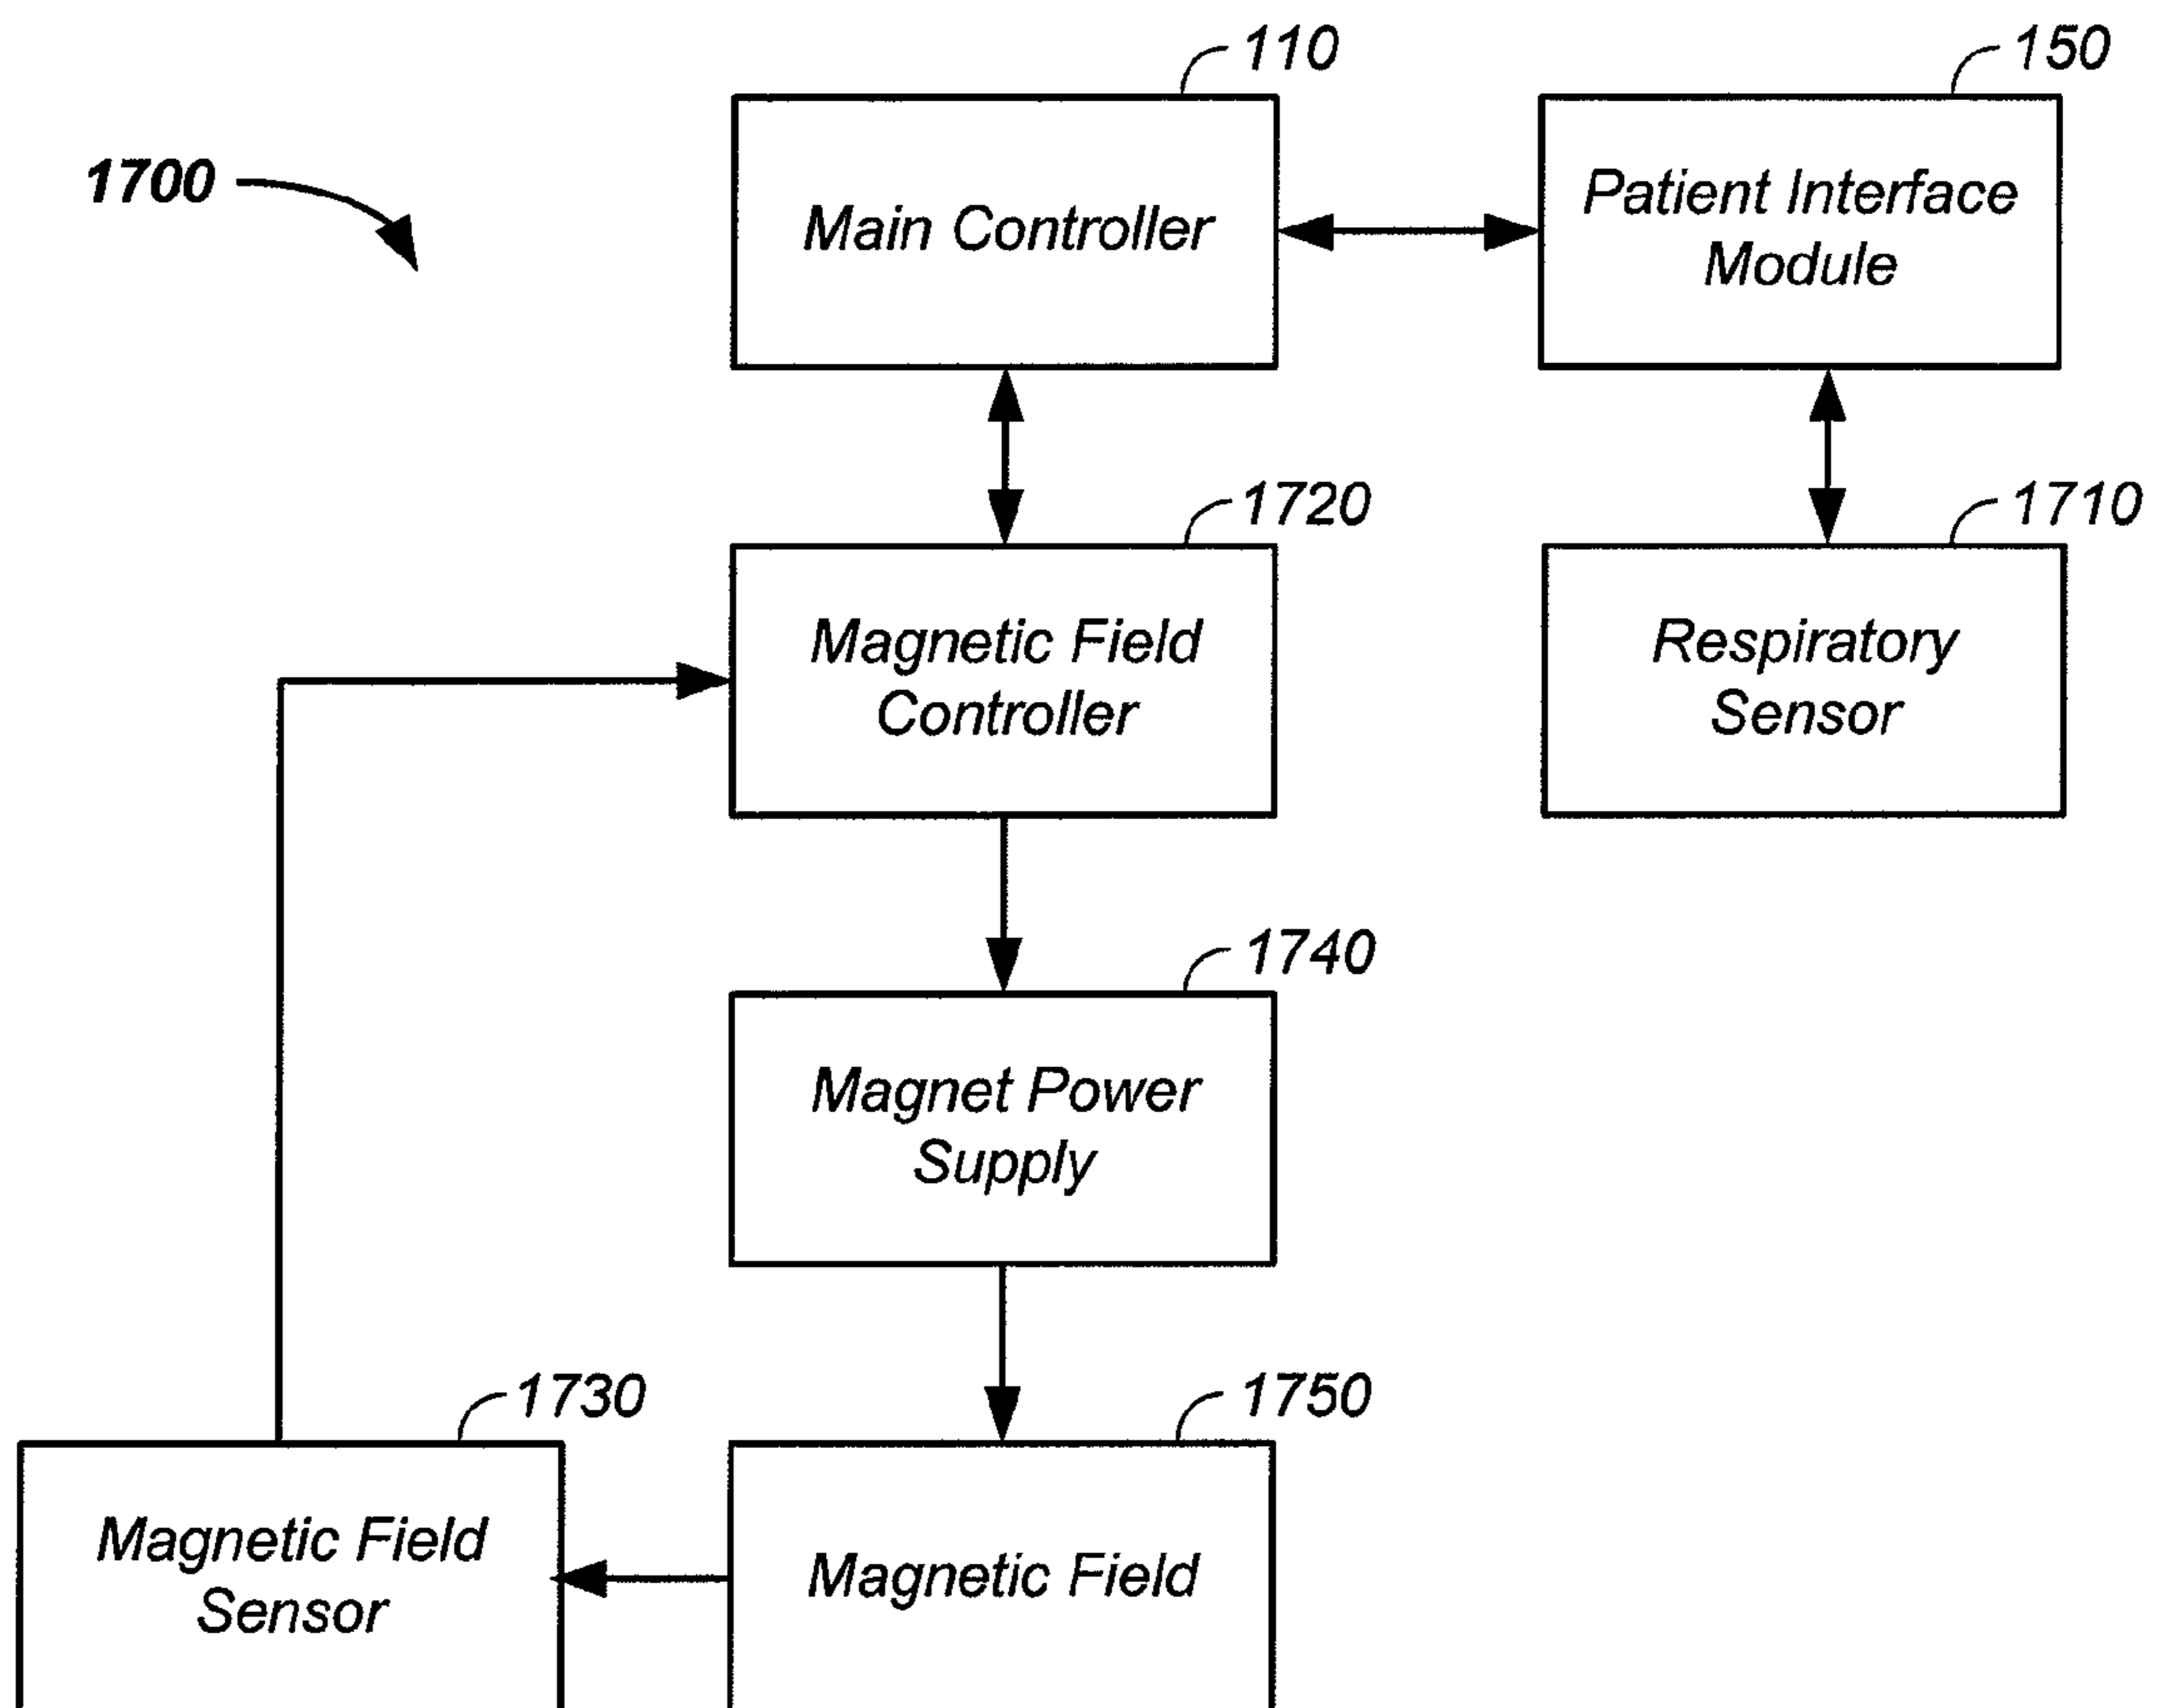 110
150
1700
Main Controller
Patient Interface
Module
1720
1710
Magnetic Field
Controller
Respiratory
Sensor
1740
Magnet Power
Supply
1730
1750
Magnetic Field
Sensor
Magnetic Field